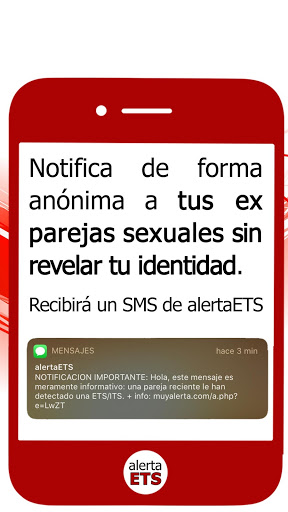 Notifica de forma
anónima a tus ex
parejas sexuales sin
revelar tu identidad.
Recibirá un SMS de alertaETS
MENSAJES hace 3 min
alertaETS
NOTIFICACION IMPORTANTE: Hola, este mensaje es
meramente informativo: una pareja reciente le han
detectado una ETS/ITS. + info: muyalerta.com/a.php?
e=LwZT
alerta
ETS